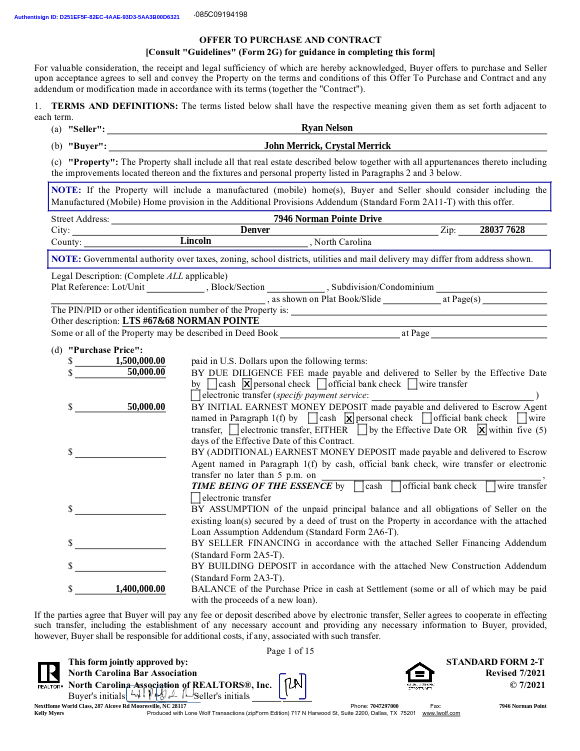 Authentisign ID: D251EF5F-82EC-4AAE-93D3-5AA3B00D6321
-085C09194198
OFFER TO PURCHASE AND CONTRACT
[Consult "Guidelines" (Form 2G) for guidance in completing this form]
For valuable consideration, the receipt and legal sufficiency of which are hereby acknowledged, Buyer offers to purchase and Seller
upon acceptance agrees to sell and convey the Property on the terms and conditions of this Offer To Purchase and Contract and any
addendum or modification made in accordance with its terms (together the "Contract").
1. TERMS AND DEFINITIONS: The terms listed below shall have the respective meaning given them as set forth adjacent to
each term.
(a) "Seller": Ryan Nelson
(b) "Buyer": John Merrick, Crystal Merrick
(c) "Property": The Property shall include all that real estate described below together with all appurtenances thereto including
the improvements located thereon and the fixtures and personal property listed in Paragraphs 2 and 3 below.
NOTE: If the Property will include a manufactured (mobile) home(s), Buyer and Seller should consider including the
Manufactured (Mobile) Home provision in the Additional Provisions Addendum (Standard Form 2A11-T) with this offer.
Street Address: 7946 Norman Pointe Drive
City: Denver Zip: 28037 7628
County: Lincoln , North Carolina
NOTE: Governmental authority over taxes, zoning, school districts, utilities and mail delivery may differ from address shown.
Legal Description: (Complete ALL applicable)
Plat Reference: Lot/Unit , Block/Section , Subdivision/Condominium
, as shown on Plat Book/Slide at Page(s)
The PIN/PID or other identification number of the Property is:
Other description: LTS #67&68 NORMAN POINTE
Some or all of the Property may be described in Deed Book at Page
(d) "Purchase Price":
$ 1,500,000.00 paid in U.S. Dollars upon the following terms:
$ 50,000.00 BY DUE DILIGENCE FEE made payable and delivered to Seller by the Effective Date
by cash X personal check official bank check wire transfer
electronic transfer (specify payment service: )
$ 50,000.00 BY INITIAL EARNEST MONEY DEPOSIT made payable and delivered to Escrow Agent
named in Paragraph 1(f) by cash X personal check official bank check wire
transfer, electronic transfer, EITHER by the Effective Date OR X within five (5)
days of the Effective Date of this Contract.
$ BY (ADDITIONAL) EARNEST MONEY DEPOSIT made payable and delivered to Escrow
Agent named in Paragraph 1(f) by cash, official bank check, wire transfer or electronic
transfer no later than 5 p.m. on ,
TIME BEING OF THE ESSENCE by cash official bank check wire transfer
electronic transfer
$ BY ASSUMPTION of the unpaid principal balance and all obligations of Seller on the
existing loan(s) secured by a deed of trust on the Property in accordance with the attached
Loan Assumption Addendum (Standard Form 2A6-T).
$ BY SELLER FINANCING in accordance with the attached Seller Financing Addendum
(Standard Form 2A5-T).
$ BY BUILDING DEPOSIT in accordance with the attached New Construction Addendum
(Standard Form 2A3-T).
$ 1,400,000.00 BALANCE of the Purchase Price in cash at Settlement (some or all of which may be paid
with the proceeds of a new loan).
If the parties agree that Buyer will pay any fee or deposit described above by electronic transfer, Seller agrees to cooperate in effecting
such transfer, including the establishment of any necessary account and providing any necessary information to Buyer, provided,
however, Buyer shall be responsible for additional costs, if any, associated with such transfer.
Page 1 of 15
This form jointly approved by:
North Carolina Bar Association
North Carolina Association of REALTORS®, Inc.
Buyer's initials Seller's initials RN
REALTOR®
STANDARD FORM 2-T
Revised 7/2021
© 7/2021
NextHome World Class, 287 Alcove Rd Mooresville, NC 28117 Phone: 7047297000 Fax: 7946 Norman Point
Kelly Myers Produced with Lone Wolf Transactions (zipForm Edition) 717 N Harwood St, Suite 2200, Dallas, TX 75201 www.lwolf.com